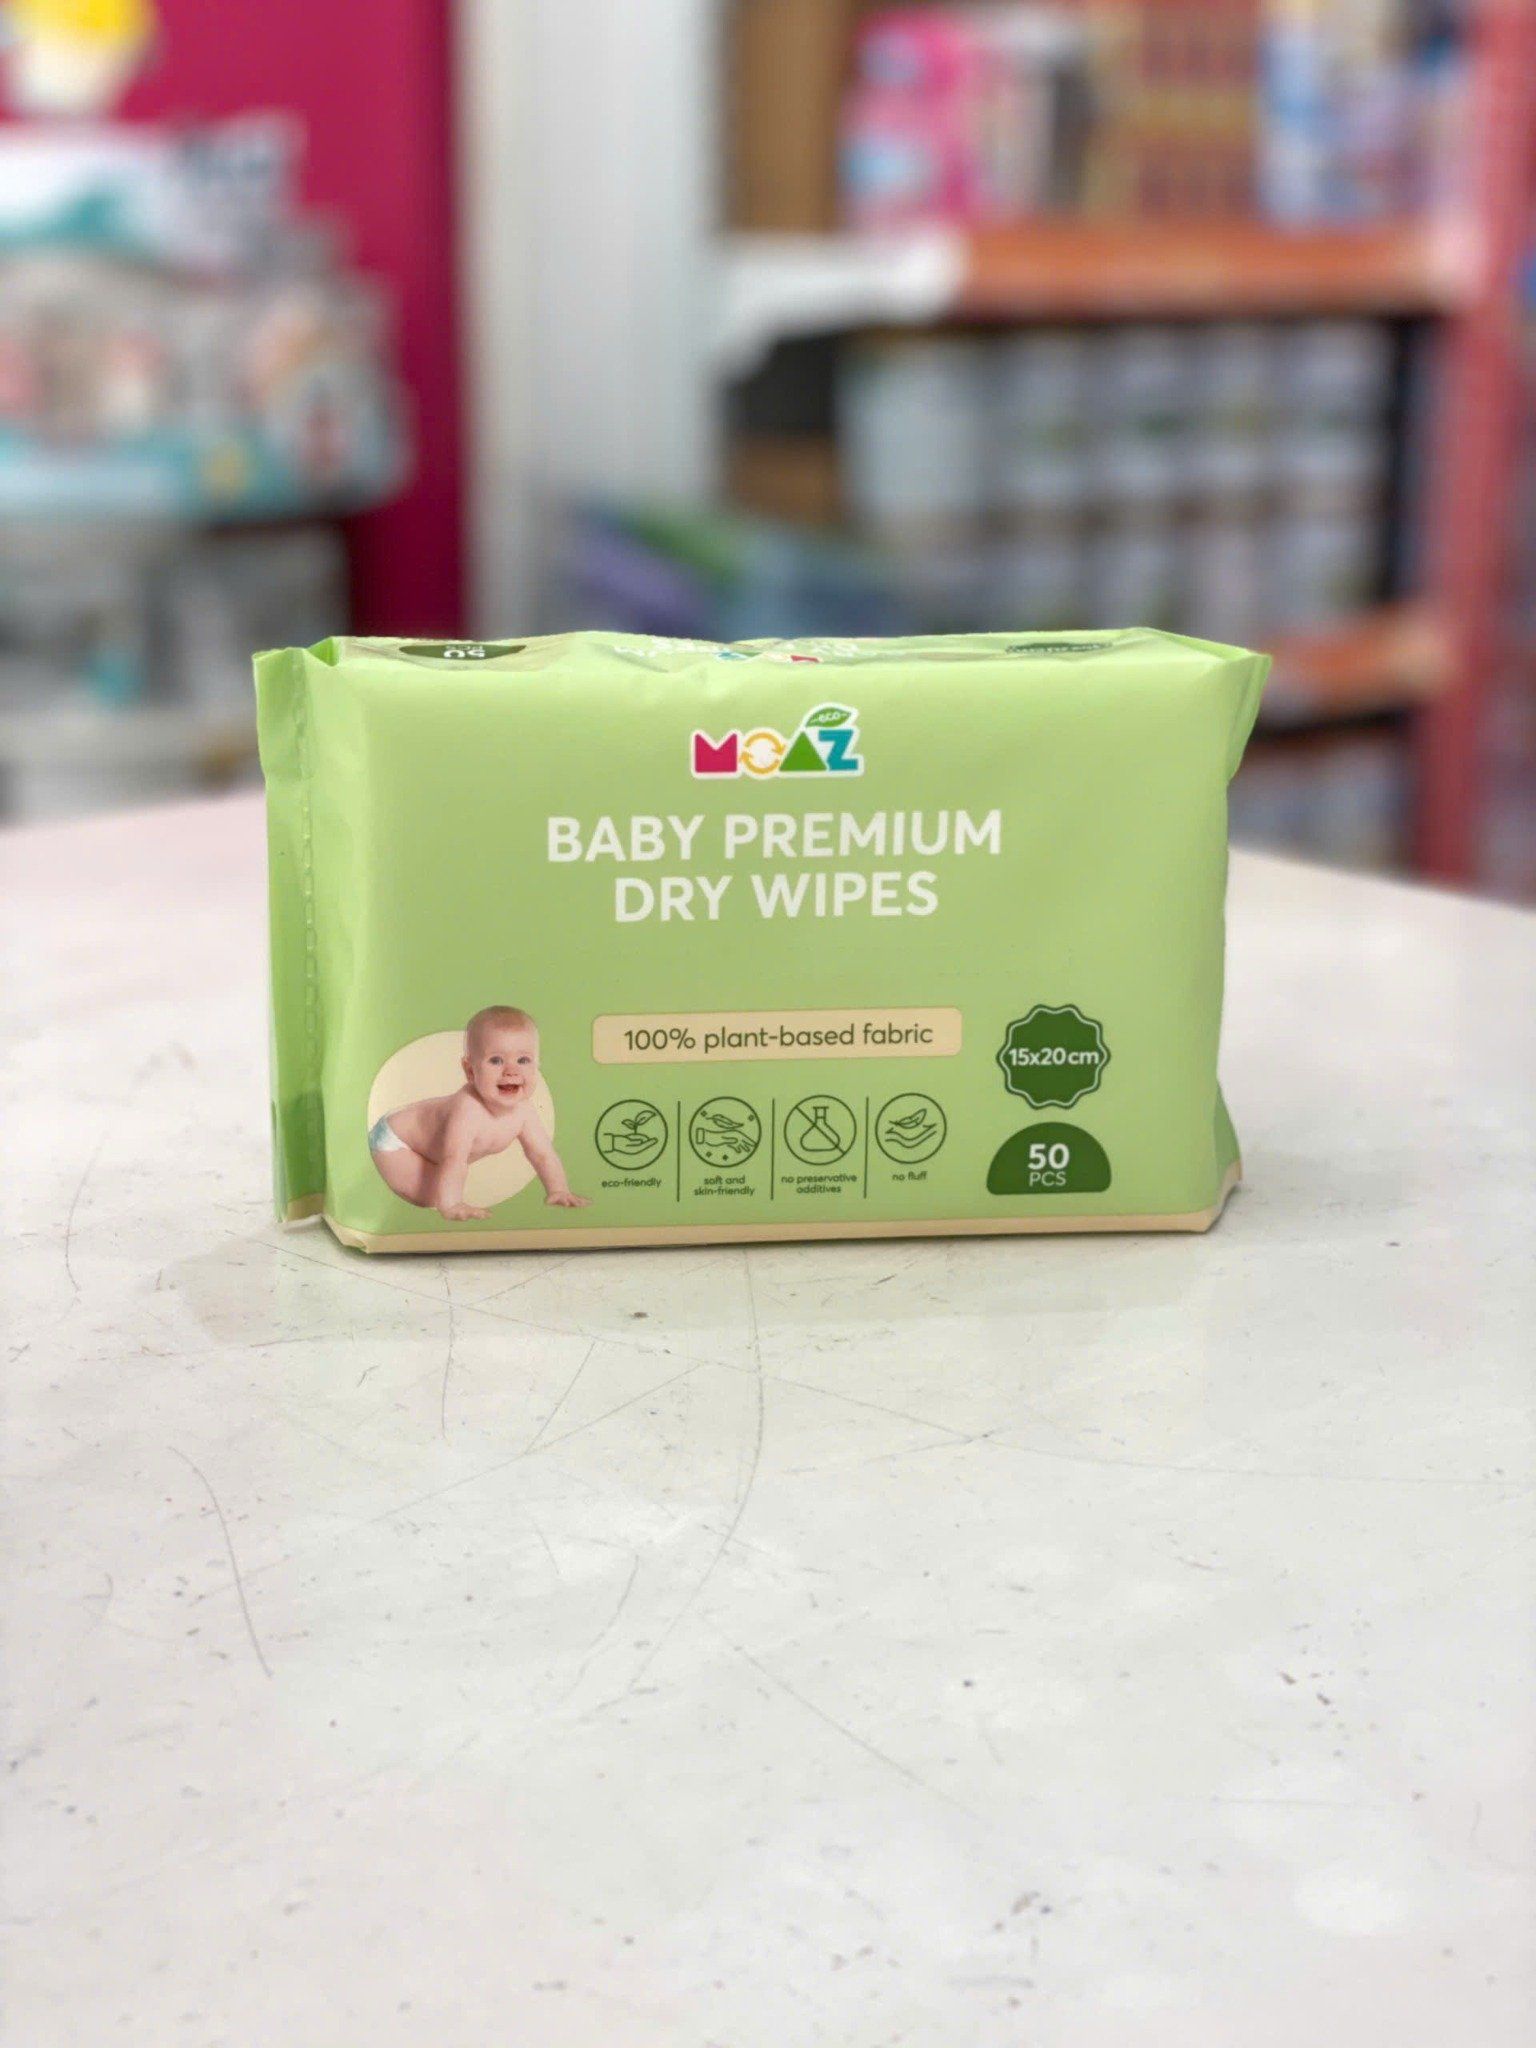 50
eco
MOAZ
BABY PREMIUM
DRY WIPES
100% plant-based fabric
15x20cm
eco-friendly
soft and
skin-friendly
no preservative
additives
no fluff
50
PCS